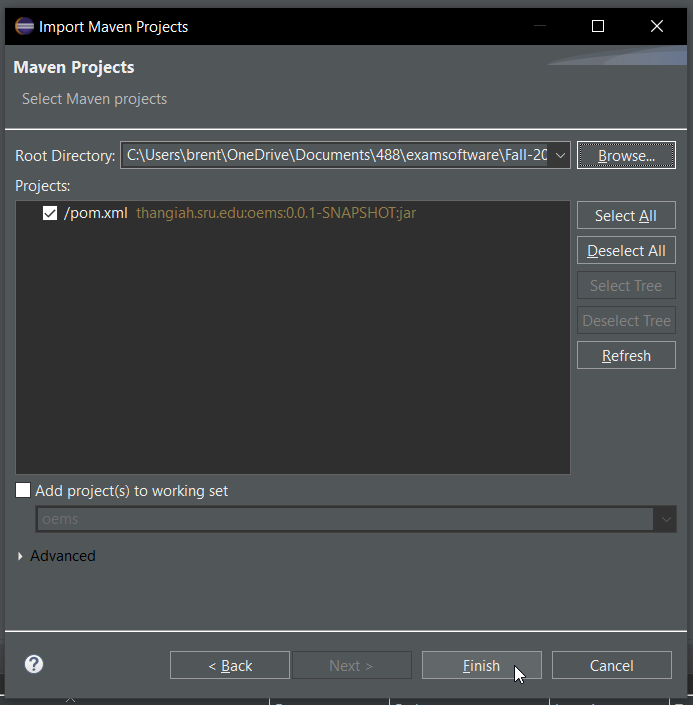 Import Maven Projects
Maven Projects
Select Maven projects
Root Directory: C:\Users\brent\OneDrive\Documents\488\examsoftware\Fall-20 Browse...
Projects:
/pom.xml thangiah.sru.edu:oems:0.0.1-SNAPSHOT:jar
Select All
Deselect All
Select Tree
Deselect Tree
Refresh
Add project(s) to working set
oems
Advanced
? < Back Next > Finish Cancel